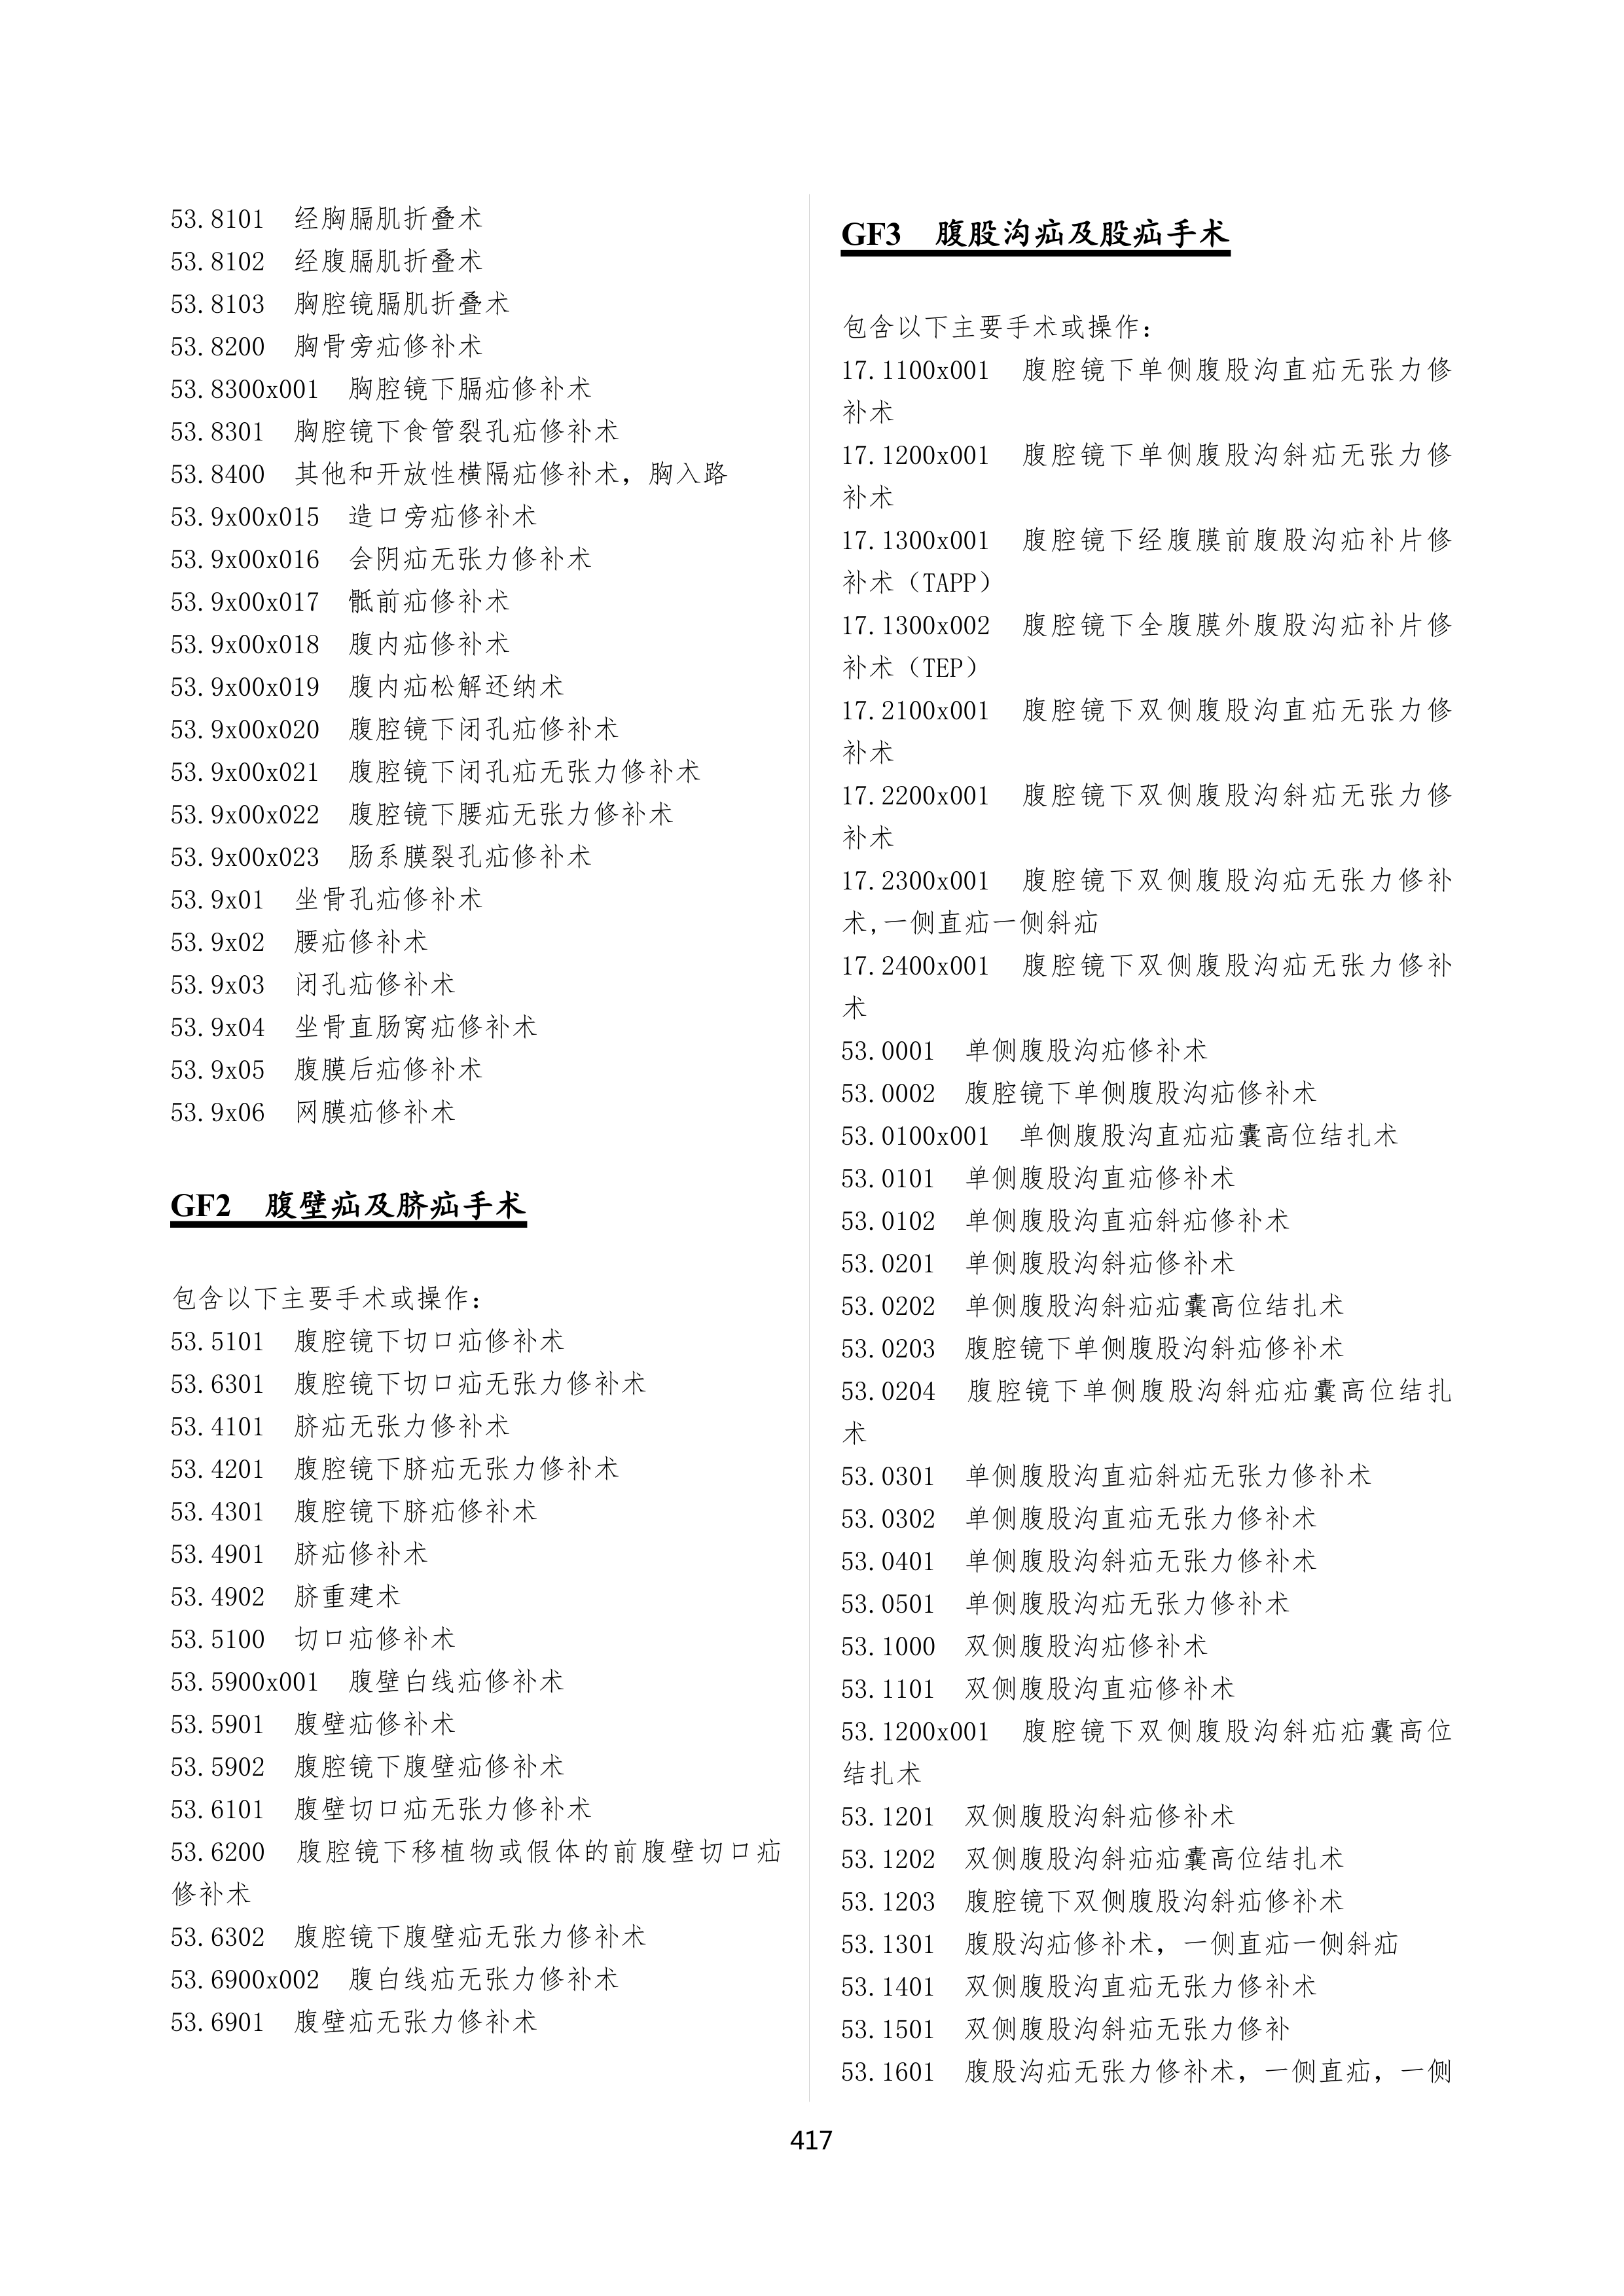 53.8101 经胸膈肌折叠术
53.8102 经腹膈肌折叠术
53.8103 胸腔镜膈肌折叠术
53.8200 胸骨旁疝修补术
53.8300x001 胸腔镜下膈疝修补术
53.8301 胸腔镜下食管裂孔疝修补术
53.8400 其他和开放性横隔疝修补术，胸入路
53.9x00x015 造口旁疝修补术
53.9x00x016 会阴疝无张力修补术
53.9x00x017 骶前疝修补术
53.9x00x018 腹内疝修补术
53.9x00x019 腹内疝松解还纳术
53.9x00x020 腹腔镜下闭孔疝修补术
53.9x00x021 腹腔镜下闭孔疝无张力修补术
53.9x00x022 腹腔镜下腰疝无张力修补术
53.9x00x023 肠系膜裂孔疝修补术
53.9x01 坐骨孔疝修补术
53.9x02 腰疝修补术
53.9x03 闭孔疝修补术
53.9x04 坐骨直肠窝疝修补术
53.9x05 腹膜后疝修补术
53.9x06 网膜疝修补术
GF2 腹壁疝及脐疝手术
包含以下主要手术或操作：
53.5101 腹腔镜下切口疝修补术
53.6301 腹腔镜下切口疝无张力修补术
53.4101 脐疝无张力修补术
53.4201 腹腔镜下脐疝无张力修补术
53.4301 腹腔镜下脐疝修补术
53.4901 脐疝修补术
53.4902 脐重建术
53.5100 切口疝修补术
53.5900x001 腹壁白线疝修补术
53.5901 腹壁疝修补术
53.5902 腹腔镜下腹壁疝修补术
53.6101 腹壁切口疝无张力修补术
53.6200 腹腔镜下移植物或假体的前腹壁切口疝
修补术
53.6302 腹腔镜下腹壁疝无张力修补术
53.6900x002 腹白线疝无张力修补术
53.6901 腹壁疝无张力修补术
GF3 腹股沟疝及股疝手术
包含以下主要手术或操作：
17.1100x001 腹腔镜下单侧腹股沟直疝无张力修
补术
17.1200x001 腹腔镜下单侧腹股沟斜疝无张力修
补术
17.1300x001 腹腔镜下经腹膜前腹股沟疝补片修
补术（TAPP）
17.1300x002 腹腔镜下全腹膜外腹股沟疝补片修
补术（TEP）
17.2100x001 腹腔镜下双侧腹股沟直疝无张力修
补术
17.2200x001 腹腔镜下双侧腹股沟斜疝无张力修
补术
17.2300x001 腹腔镜下双侧腹股沟疝无张力修补
术,一侧直疝一侧斜疝
17.2400x001 腹腔镜下双侧腹股沟疝无张力修补
术
53.0001 单侧腹股沟疝修补术
53.0002 腹腔镜下单侧腹股沟疝修补术
53.0100x001 单侧腹股沟直疝疝囊高位结扎术
53.0101 单侧腹股沟直疝修补术
53.0102 单侧腹股沟直疝斜疝修补术
53.0201 单侧腹股沟斜疝修补术
53.0202 单侧腹股沟斜疝疝囊高位结扎术
53.0203 腹腔镜下单侧腹股沟斜疝修补术
53.0204 腹腔镜下单侧腹股沟斜疝疝囊高位结扎
术
53.0301 单侧腹股沟直疝斜疝无张力修补术
53.0302 单侧腹股沟直疝无张力修补术
53.0401 单侧腹股沟斜疝无张力修补术
53.0501 单侧腹股沟疝无张力修补术
53.1000 双侧腹股沟疝修补术
53.1101 双侧腹股沟直疝修补术
53.1200x001 腹腔镜下双侧腹股沟斜疝疝囊高位
结扎术
53.1201 双侧腹股沟斜疝修补术
53.1202 双侧腹股沟斜疝疝囊高位结扎术
53.1203 腹腔镜下双侧腹股沟斜疝修补术
53.1301 腹股沟疝修补术，一侧直疝一侧斜疝
53.1401 双侧腹股沟直疝无张力修补术
53.1501 双侧腹股沟斜疝无张力修补
53.1601 腹股沟疝无张力修补术，一侧直疝，一侧
417